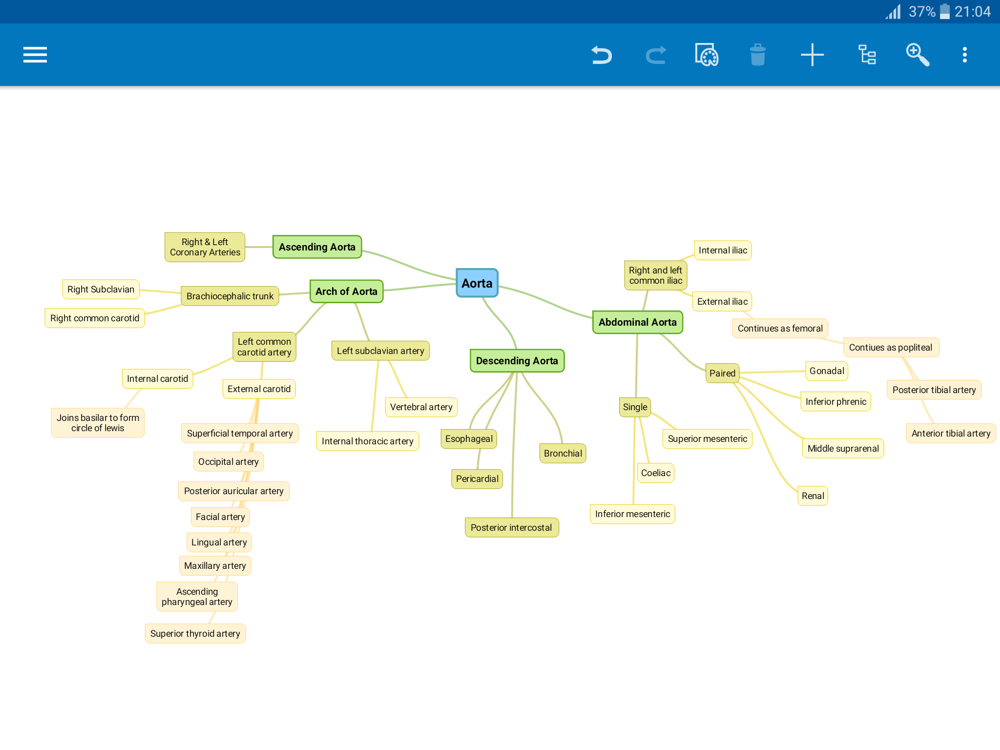 37% 21:04
Right & Left
Coronary Arteries
Ascending Aorta
Aorta
Right Subclavian
Brachiocephalic trunk
Arch of Aorta
Right common carotid
Left common
carotid artery
Left subclavian artery
Internal carotid
External carotid
Joins basilar to form
circle of lewis
Superficial temporal artery
Occipital artery
Posterior auricular artery
Facial artery
Lingual artery
Maxillary artery
Ascending
pharyngeal artery
Superior thyroid artery
Vertebral artery
Internal thoracic artery
Descending Aorta
Esophageal
Pericardial
Bronchial
Posterior intercostal
Internal iliac
Right and left
common iliac
External iliac
Abdominal Aorta
Continues as femoral
Contiues as popliteal
Posterior tibial artery
Anterior tibial artery
Paired
Gonadal
Inferior phrenic
Middle suprarenal
Renal
Single
Superior mesenteric
Coeliac
Inferior mesenteric